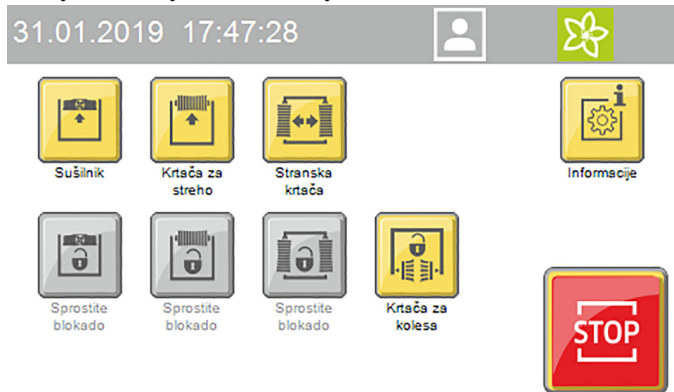 31.01.2019 17:47:28
Sušilnik
Krtača za
streho
Stranska
krtača
Informacije
Sprostite
blokado
Sprostite
blokado
Sprostite
blokado
Krtača za
kolesa
STOP